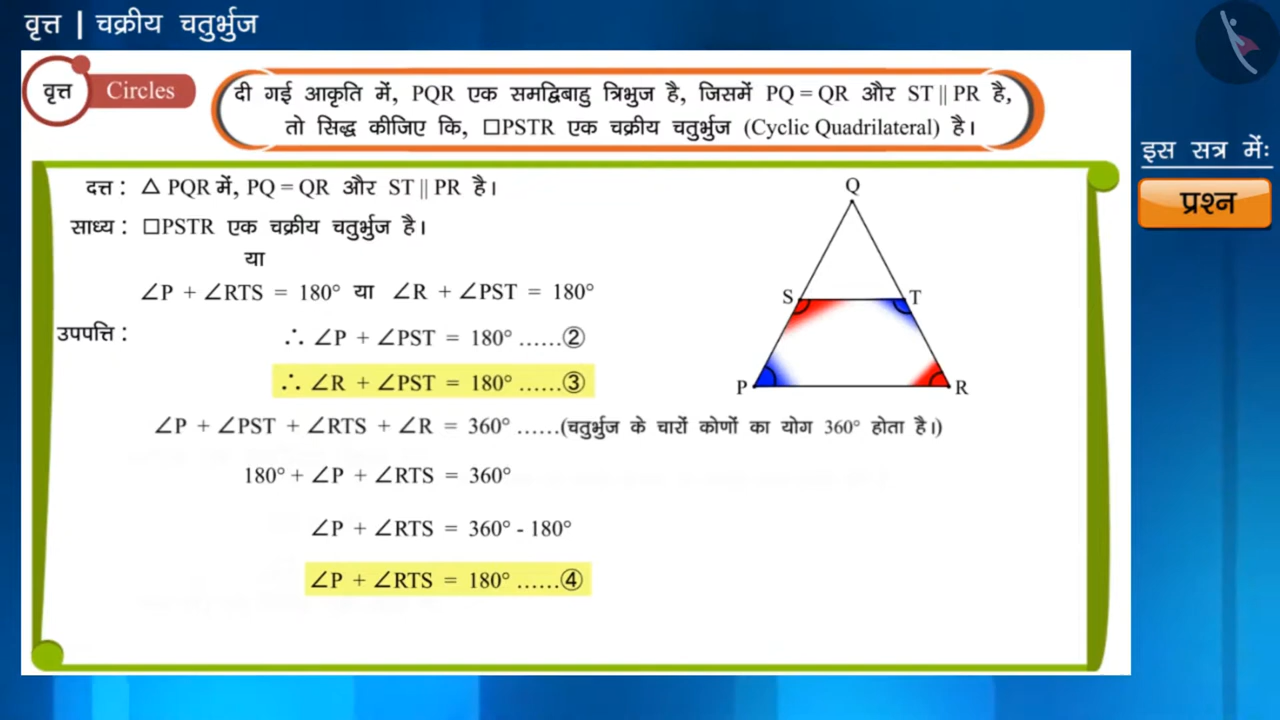 वृत्त | चक्रीय चतुर्भुज
वृत्त Circles
दी गई आकृति में, PQR एक समद्विबाहु त्रिभुज है, जिसमें PQ = QR और ST || PR है,
तो सिद्ध कीजिए कि, □PSTR एक चक्रीय चतुर्भुज (Cyclic Quadrilateral) है।
इस सत्र में:
प्रश्न
दत्त : △ PQR में, PQ = QR और ST || PR है।
साध्य : □PSTR एक चक्रीय चतुर्भुज है।
या
∠P + ∠RTS = 180° या ∠R + ∠PST = 180°
उपपत्ति :
∴ ∠P + ∠PST = 180° ......②
∴ ∠R + ∠PST = 180° ......③
∠P + ∠PST + ∠RTS + ∠R = 360° ......(चतुर्भुज के चारों कोणों का योग 360° होता है।)
180° + ∠P + ∠RTS = 360°
∠P + ∠RTS = 360° - 180°
∠P + ∠RTS = 180° ......④
Q
S T
P R